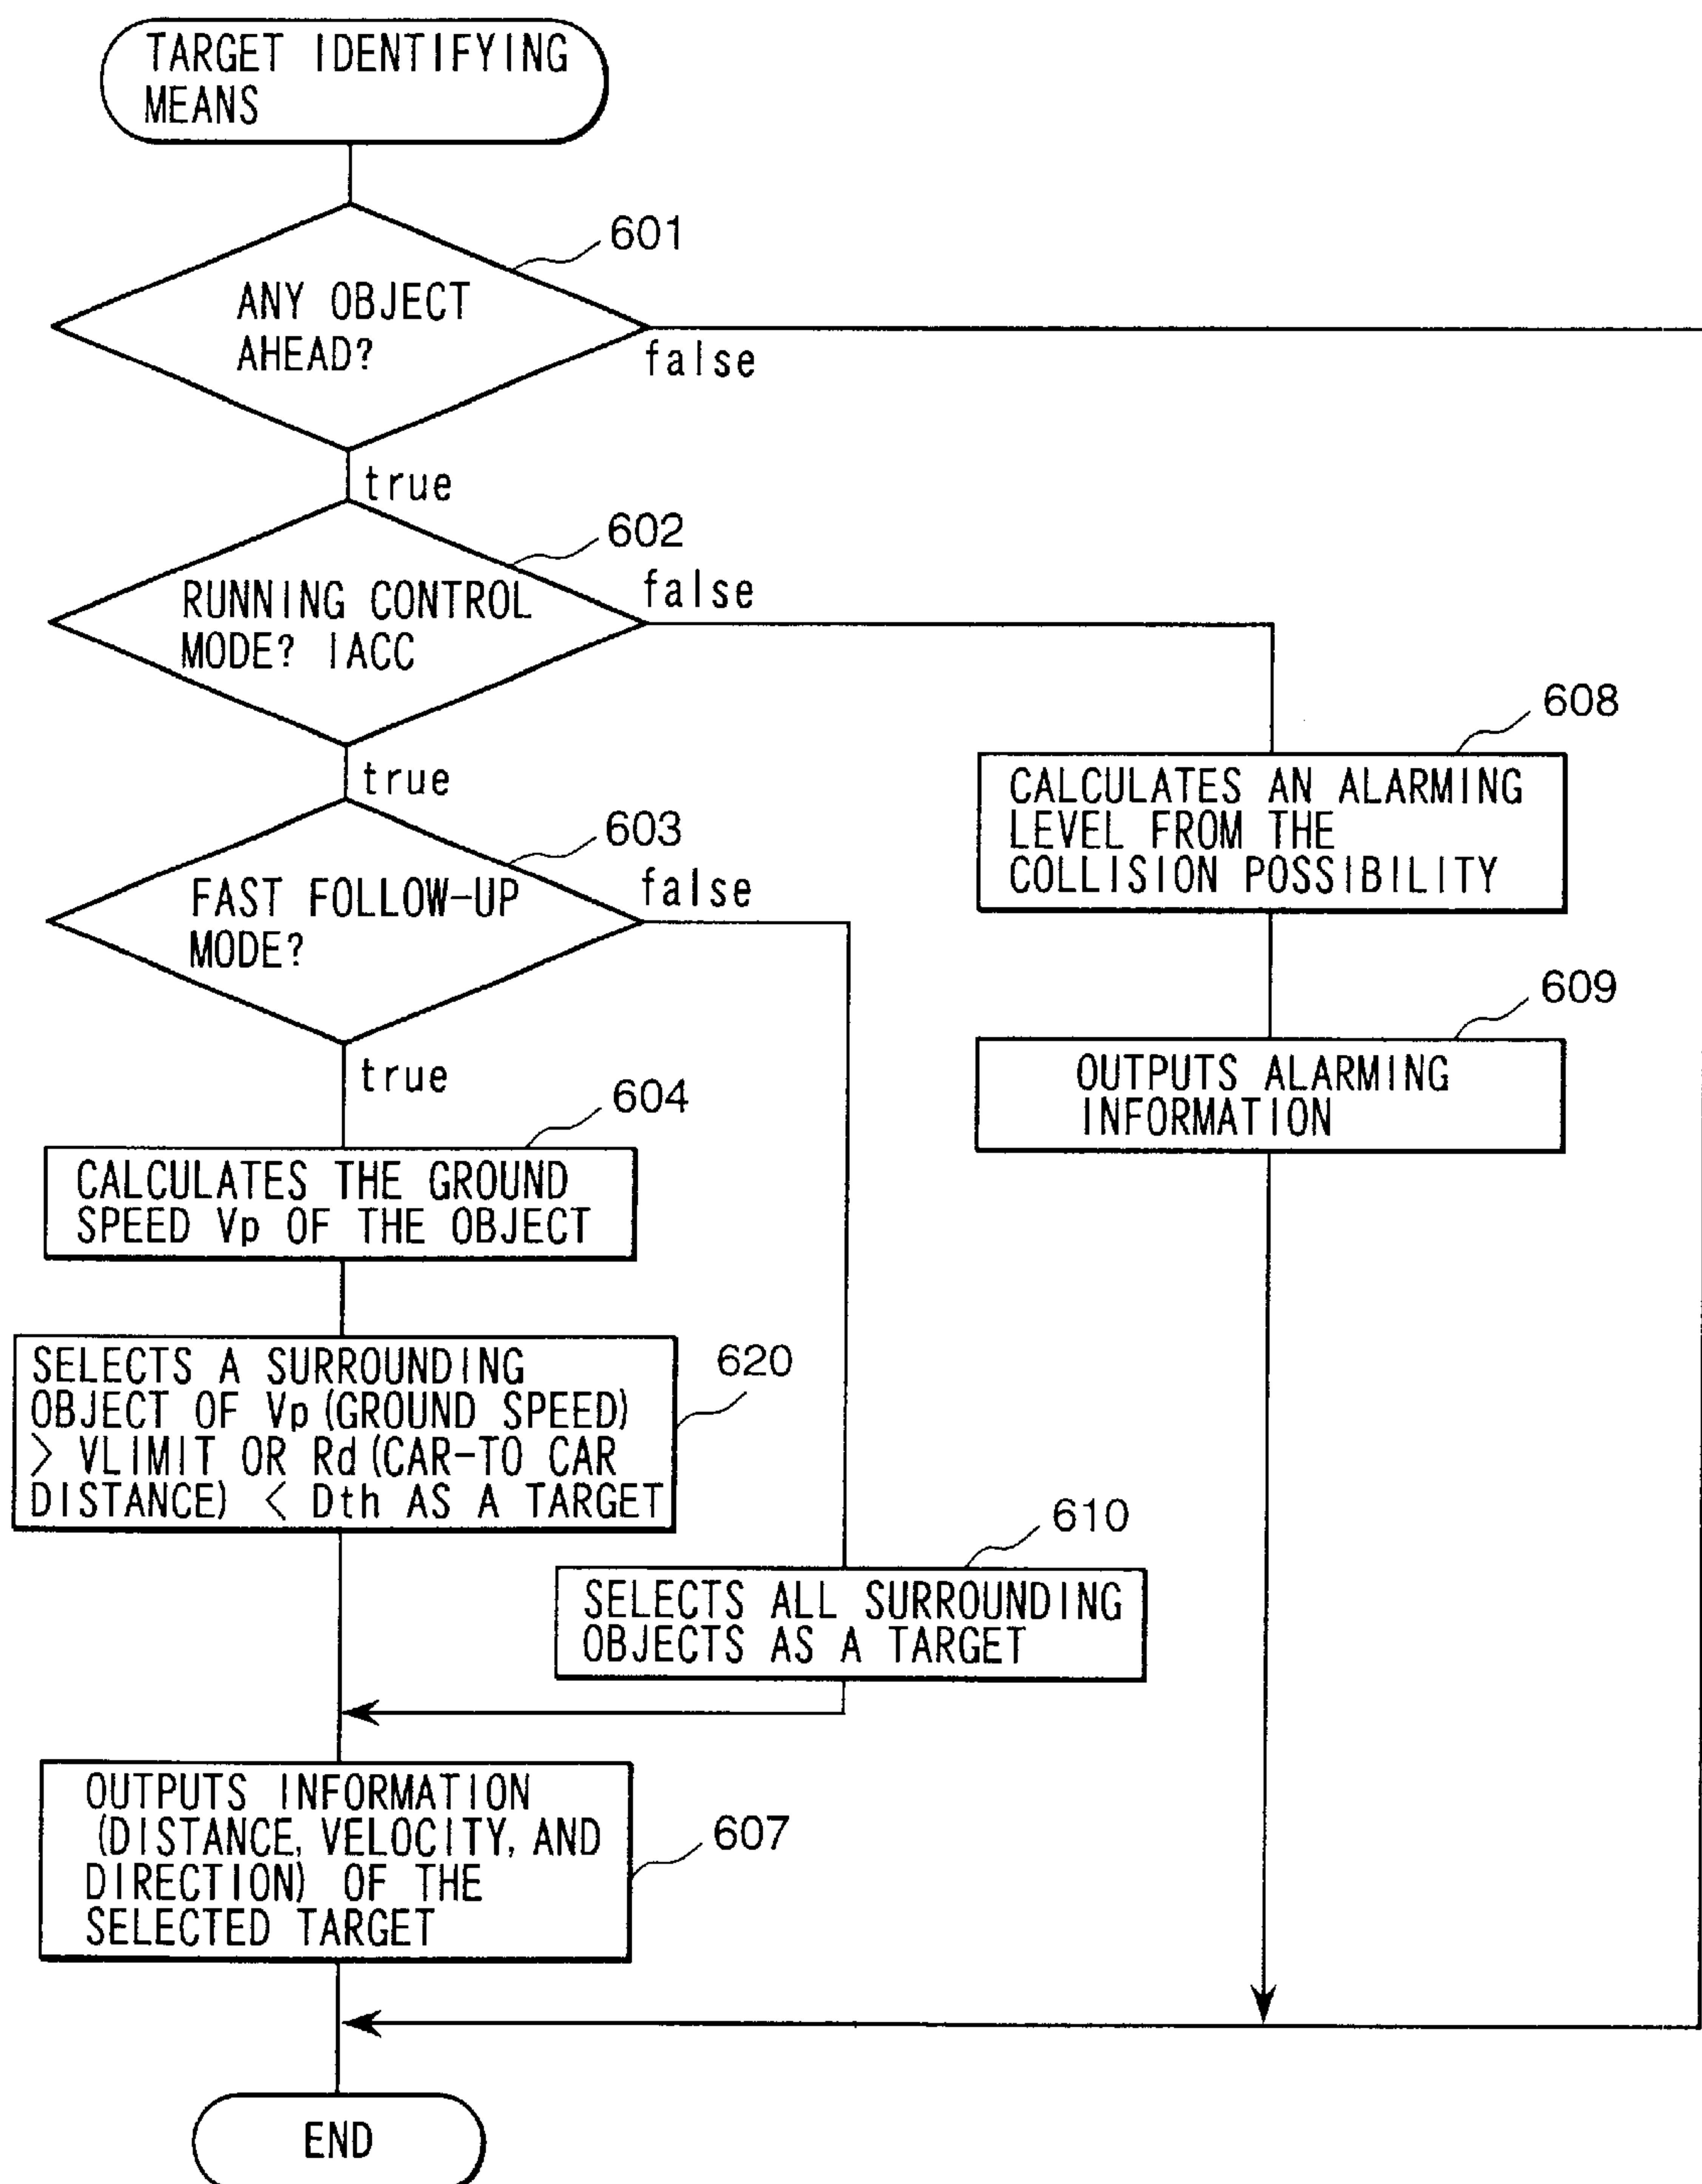 TARGET IDENTIFYING
MEANS
601
ANY OBJECT
AHEAD?
false
true
602
RUNNING CONTROL
MODE? IACC
false
true
603
FAST FOLLOW-UP
MODE?
false
true
608
CALCULATES AN ALARMING
LEVEL FROM THE
COLLISION POSSIBILITY
609
OUTPUTS ALARMING
INFORMATION
604
CALCULATES THE GROUND
SPEED Vp OF THE OBJECT
620
SELECTS A SURROUNDING
OBJECT OF Vp (GROUND SPEED)
> VLIMIT OR Rd (CAR-TO CAR
DISTANCE) < Dth AS A TARGET
610
SELECTS ALL SURROUNDING
OBJECTS AS A TARGET
607
OUTPUTS INFORMATION
(DISTANCE, VELOCITY, AND
DIRECTION) OF THE
SELECTED TARGET
END